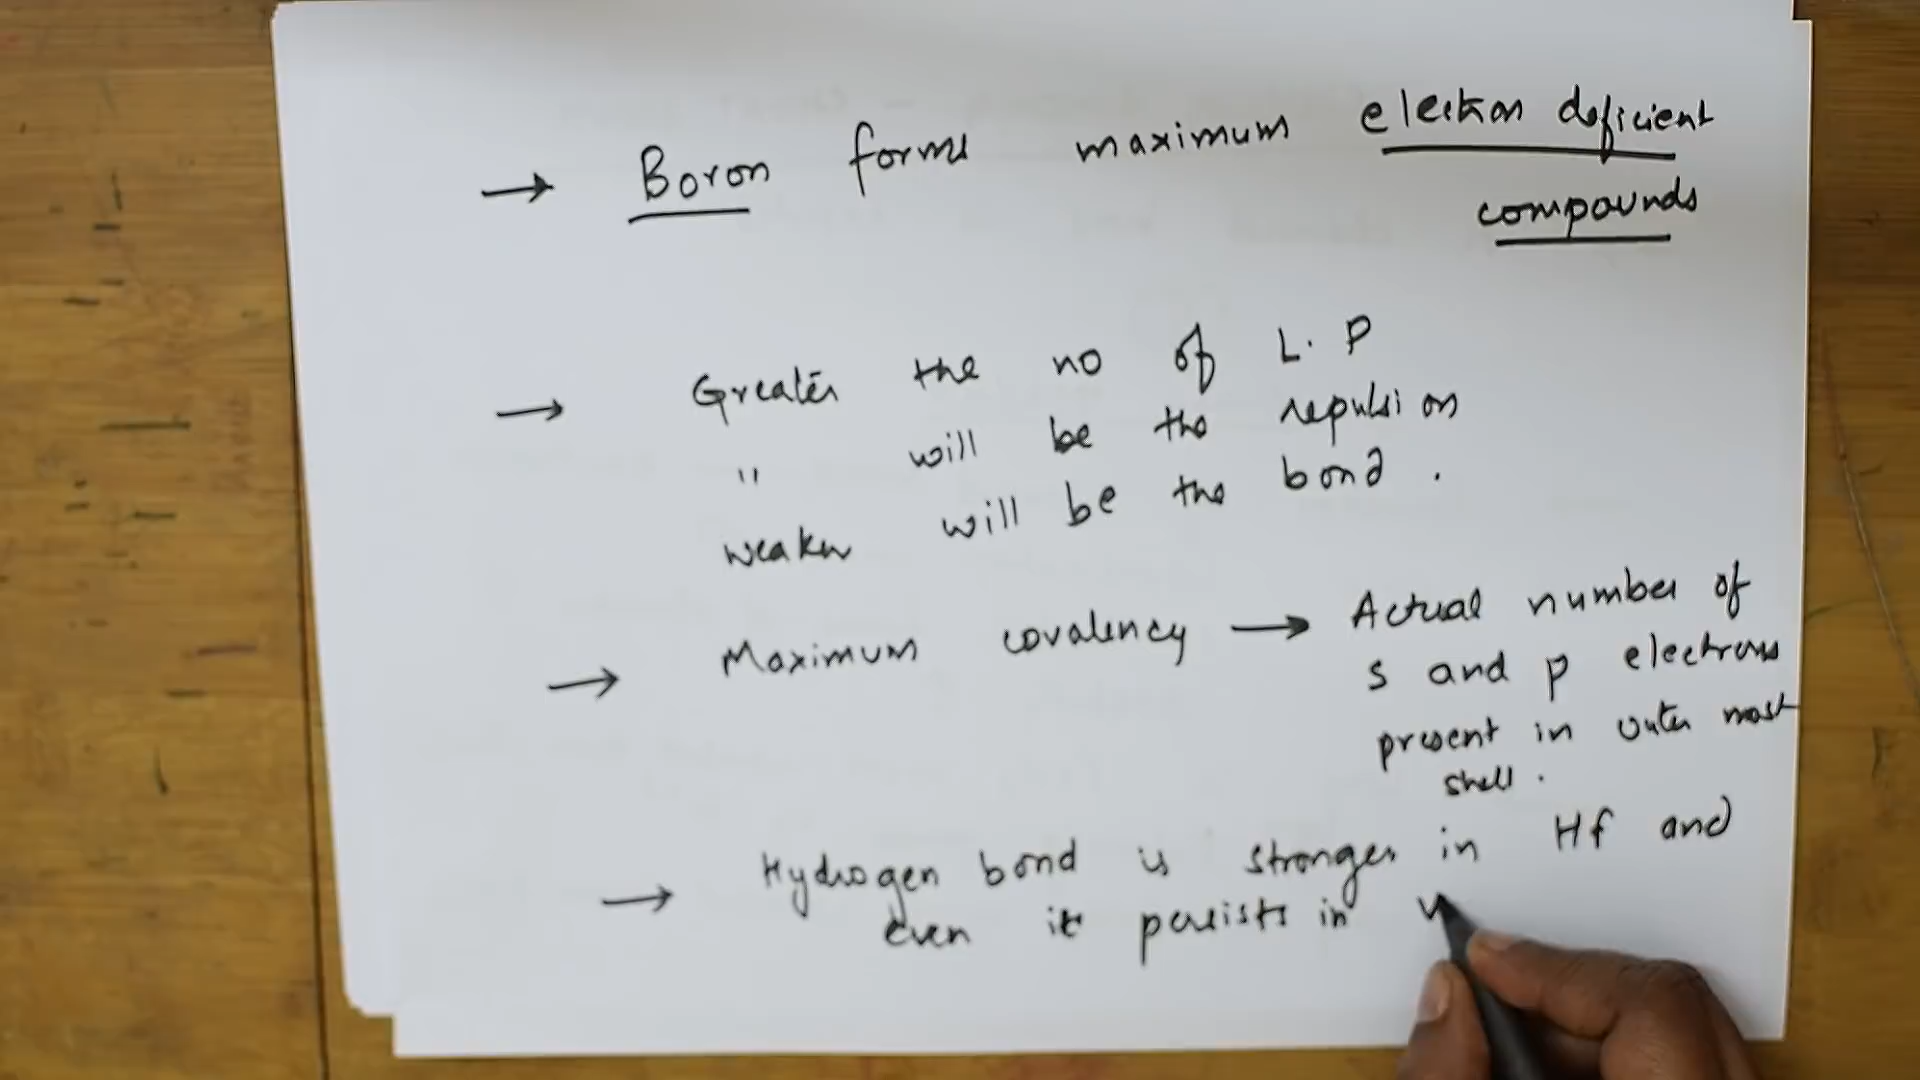 → Boron forms maximum electron deficient
compounds
→ Greater the no of L.P
" will be the repulsion
weaker will be the bond.
→ Maximum covalency → Actual number of
s and p electrons
present in outer most
shell.
→ Hydrogen bond is stronger in Hf and
even it persists in